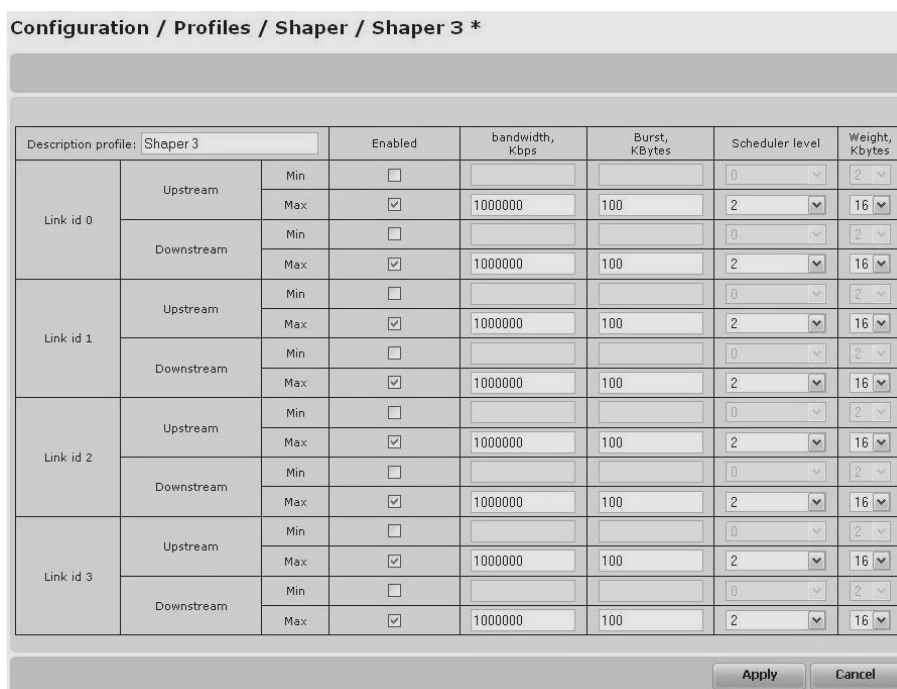 Configuration / Profiles / Shaper / Shaper 3 *
Description profile: Shaper 3 Enabled bandwidth, Kbps Burst, KBytes Scheduler level Weight, Kbytes
Link id 0 Upstream Min 0 2
Max 1000000 100 2 16
Downstream Min 0 2
Max 1000000 100 2 16
Link id 1 Upstream Min 0 2
Max 1000000 100 2 16
Downstream Min 0 2
Max 1000000 100 2 16
Link id 2 Upstream Min 0 2
Max 1000000 100 2 16
Downstream Min 0 2
Max 1000000 100 2 16
Link id 3 Upstream Min 0 2
Max 1000000 100 2 16
Downstream Min 0 2
Max 1000000 100 2 16
Apply Cancel